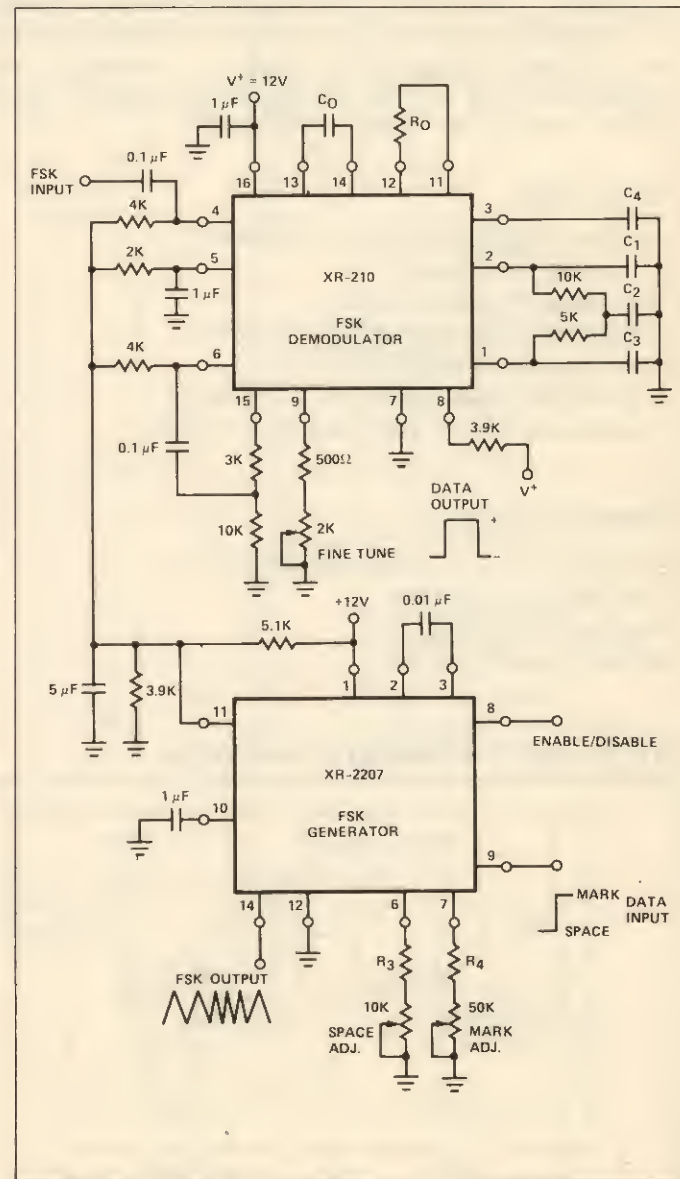 V+ = 12V
1 μF
C_O
R_O
0.1 μF
FSK
INPUT
16
13
14
12
11
4K
4
3
C4
2K
5
2
C1
XR-210
1 μF
10K
C2
FSK
DEMODULATOR
5K
4K
6
1
C3
15
9
7
8
3.9K
0.1 μF
3K
500Ω
V+
DATA
OUTPUT
+
–
10K
2K
FINE TUNE
+12V
0.01 μF
5.1K
5 μF
3.9K
1
2
3
11
8
ENABLE/DISABLE
XR-2207
1 μF
10
FSK
GENERATOR
9
MARK
DATA
INPUT
SPACE
14
12
6
7
R3
R4
FSK OUTPUT
10K
50K
SPACE
ADJ.
MARK
ADJ.